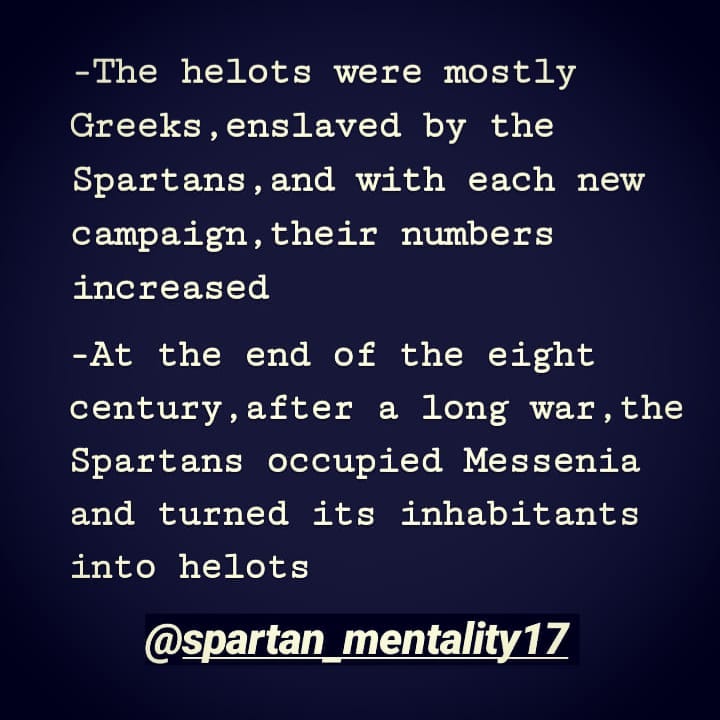 -The helots were mostly
Greeks,enslaved by the
Spartans,and with each new
campaign,their numbers
increased
-At the end of the eight
century,after a long war,the
Spartans occupied Messenia
and turned its inhabitants
into helots
@spartan_mentality17